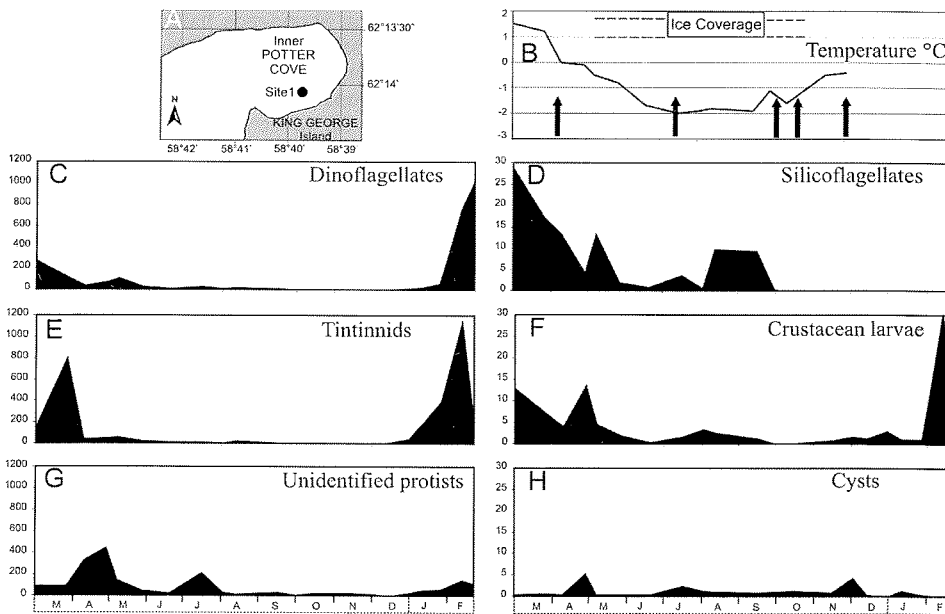 A
Inner
POTTER
COVE
Site1
N
KING GEORGE
Island
62°13'30
62°14'
58°42' 58°41 58°40' 58°39
B
Ice Coverage
Temperature °C
2
1
0
-1
-2
-3
C
Dinoflagellates
1200
1000
800
600
400
200
0
D
Silicoflagellates
30
25
20
15
10
5
0
E
Tintinnids
1200
1000
800
600
400
200
0
F
Crustacean larvae
30
25
20
15
10
5
0
G
Unidentified protists
1200
1000
800
600
400
200
0
M A M J J A S O N D J F
H
Cysts
30
25
20
15
10
5
0
M A M J J A S O N D J F